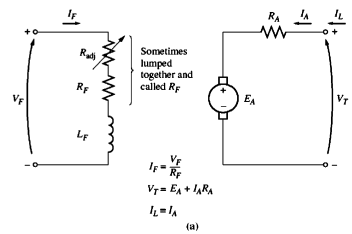 I_F
R_A
I_A
I_L
+
R_adj
Sometimes
lumped
together and
called R_F
+
V_F
R_F
+
E_A
V_T
−
L_F
I_F = V_F / R_F
V_T = E_A + I_A R_A
−
−
I_L = I_A
(a)